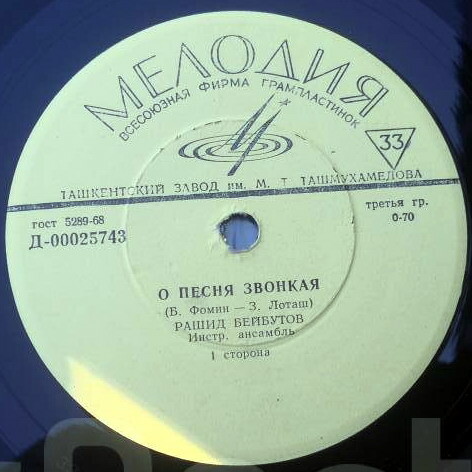 МЕЛОДИЯ
ВСЕСОЮЗНАЯ ФИРМА ГРАМПЛАСТИНОК
33
ТАШКЕНТСКИЙ ЗАВОД им. М. Т. ТАШМУХАМЕДОВА
гост 5289-68
Д-00025743
третья гр.
0-70
О ПЕСНЯ ЗВОНКАЯ
(Б. Фомин — З. Лоташ)
РАШИД БЕЙБУТОВ
Инстр. ансамбль
1 сторона